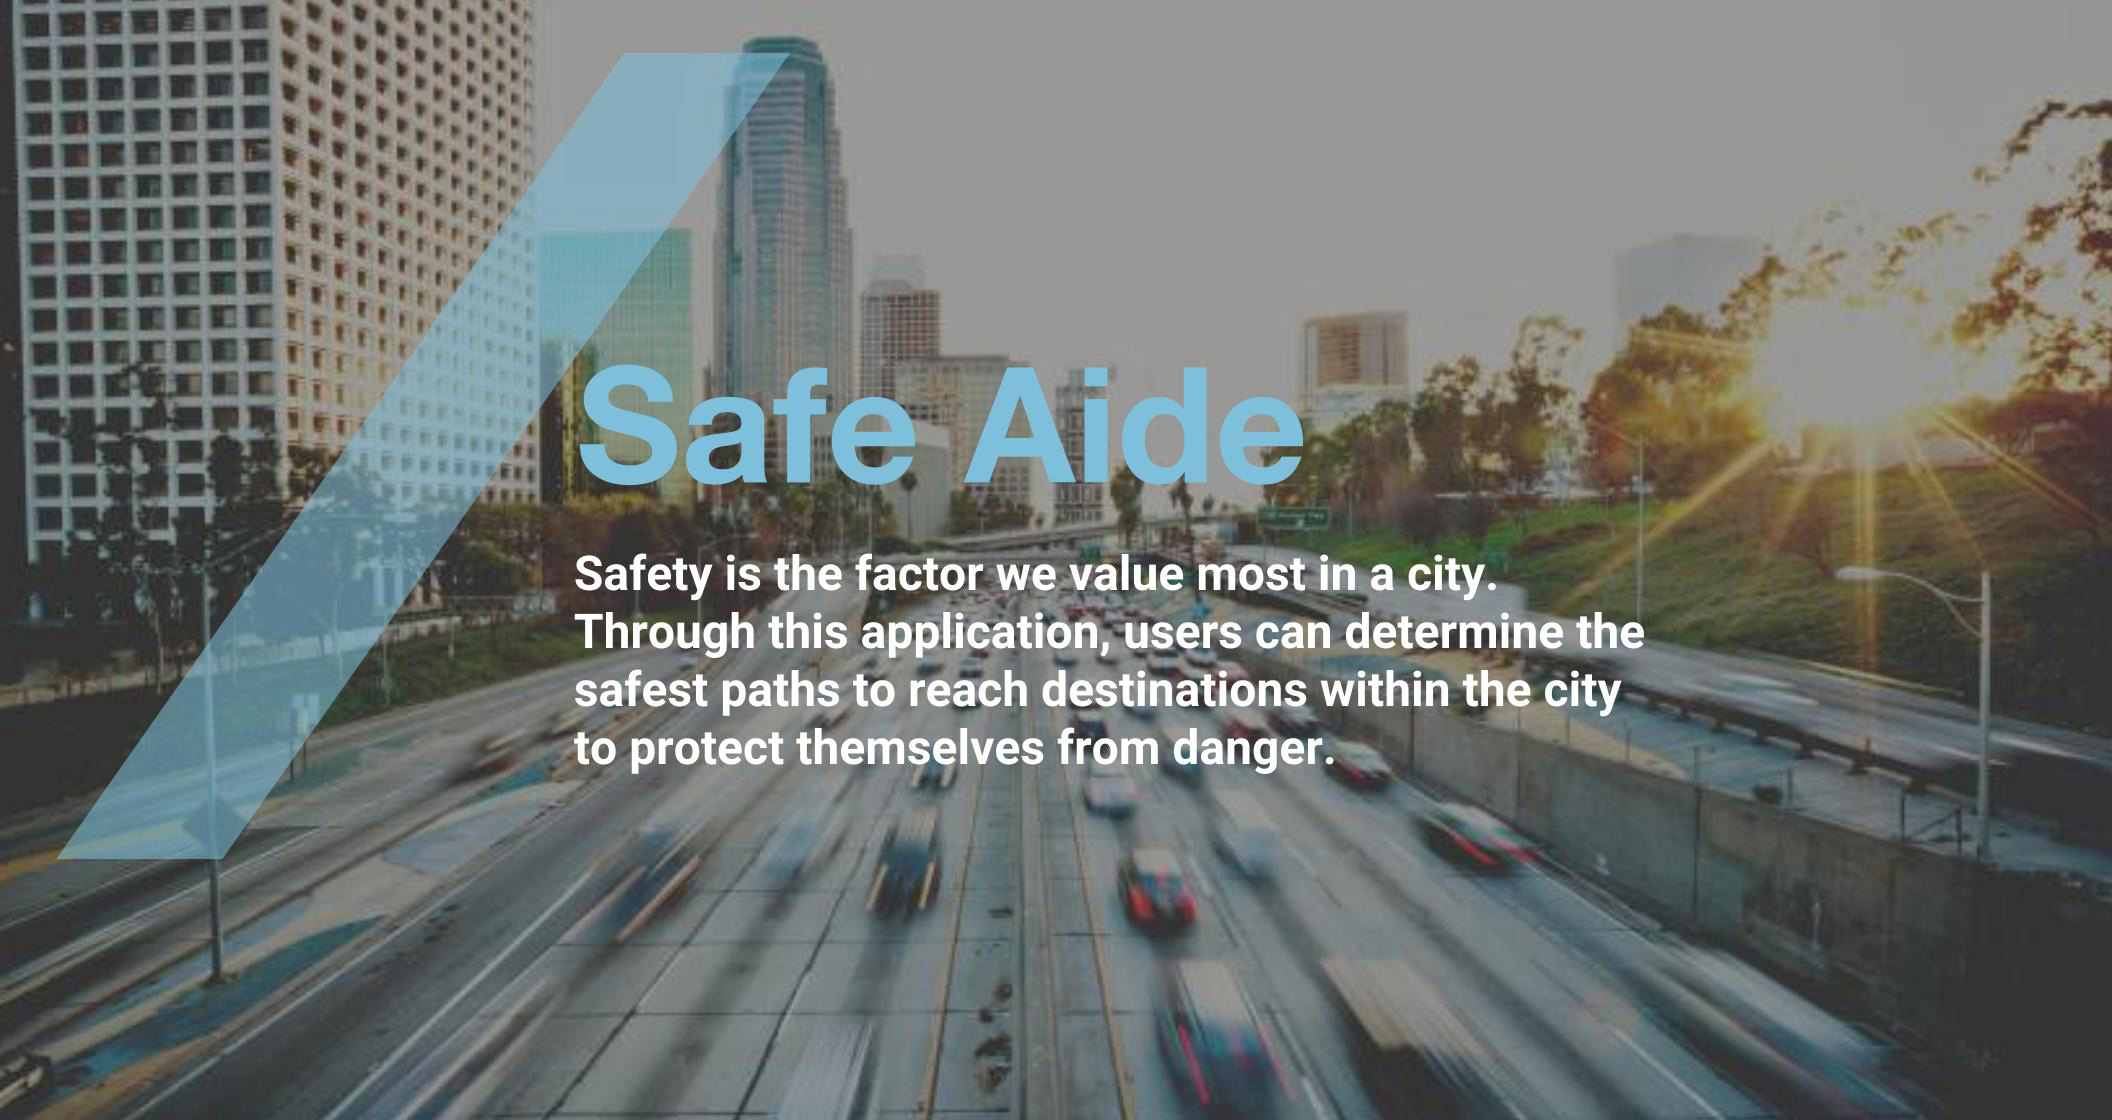 Safe Aide
Safety is the factor we value most in a city.
Through this application, users can determine the
safest paths to reach destinations within the city
to protect themselves from danger.